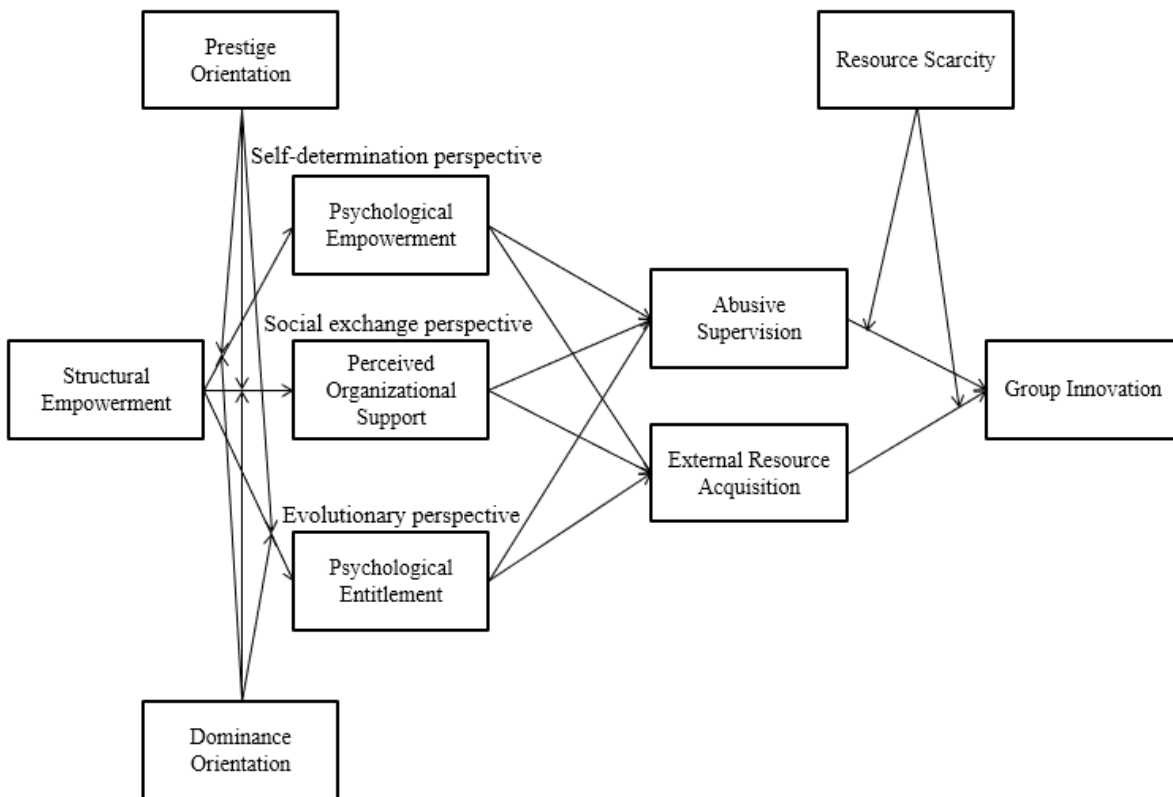 Prestige
Orientation
Resource Scarcity
Self-determination perspective
Psychological
Empowerment
Abusive
Supervision
Social exchange perspective
Structural
Empowerment
Perceived
Organizational
Support
Group Innovation
External Resource
Acquisition
Evolutionary perspective
Psychological
Entitlement
Dominance
Orientation